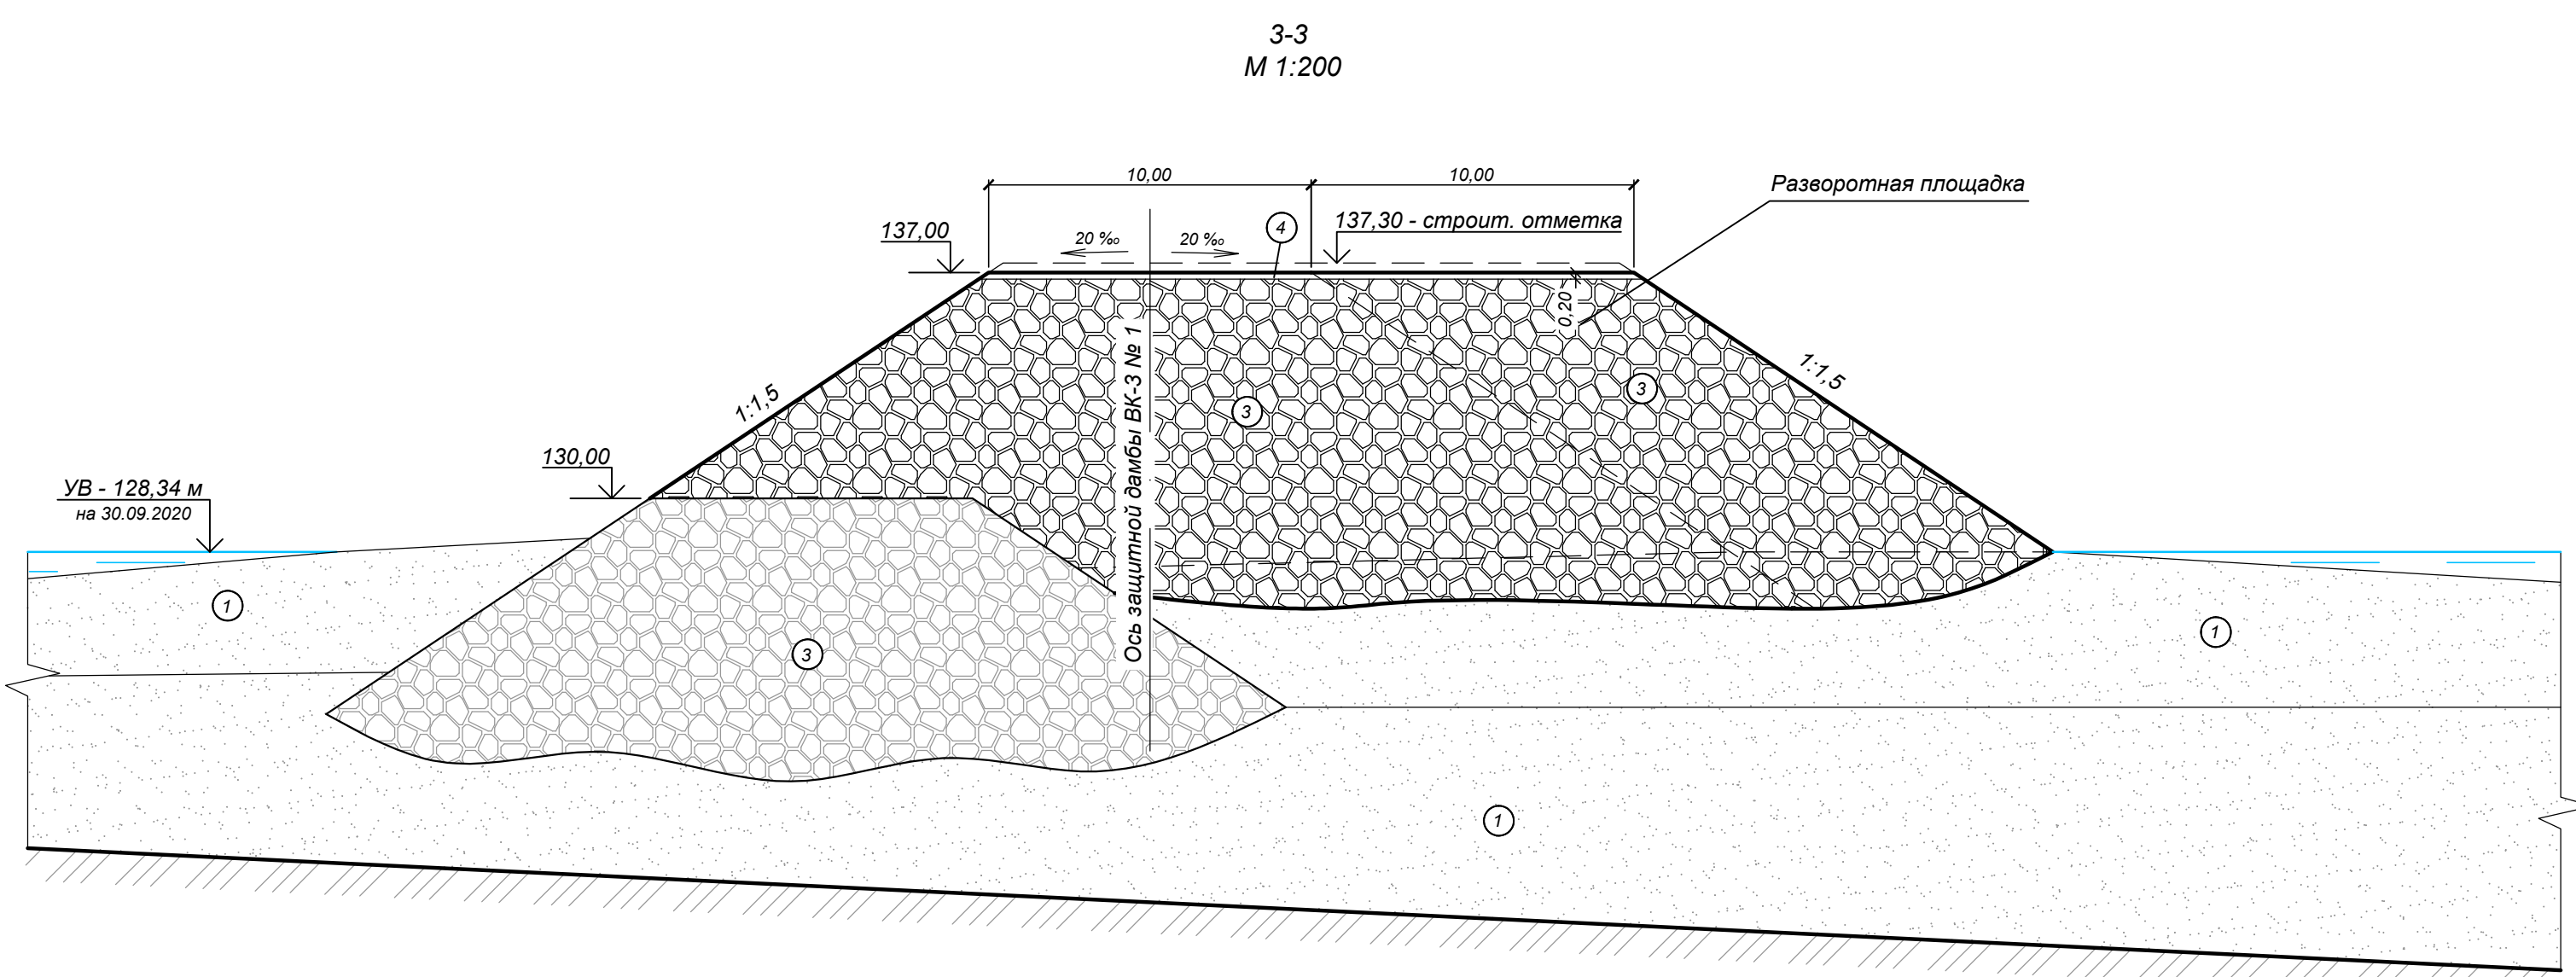 3-3
М 1:200
10,00
10,00
Разворотная площадка
137,00
20 ‰
20 ‰
4
137,30 - строит. отметка
0,20
1:1,5
1:1,5
3
3
Ось защитной дамбы ВК-3 № 1
130,00
УВ - 128,34 м
на 30.09.2020
1
1
3
1